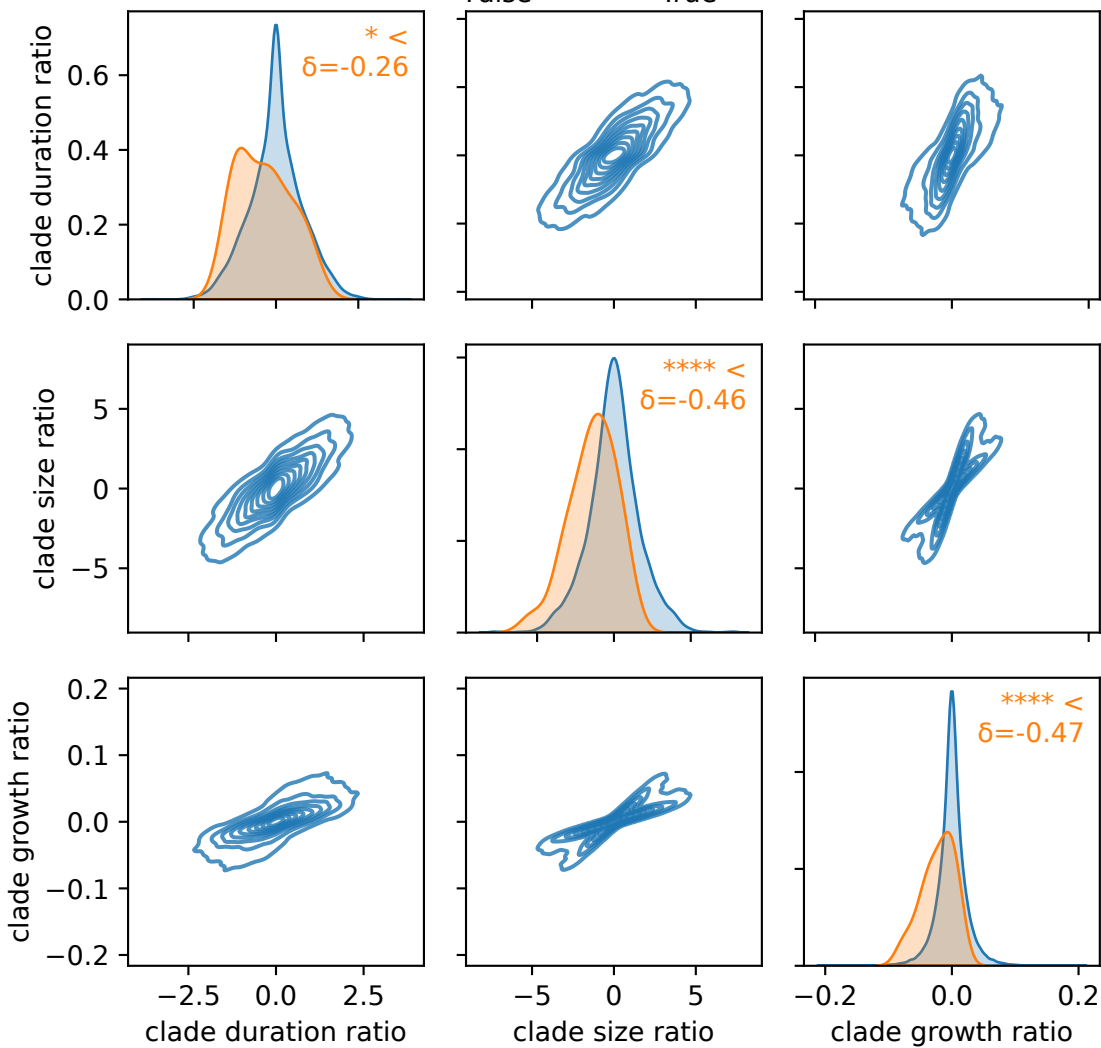 clade duration ratio
0.6
0.4
0.2
0.0
* <
δ=-0.26
clade size ratio
5
0
−5
**** <
δ=-0.46
clade growth ratio
0.2
0.1
0.0
−0.1
−0.2
**** <
δ=-0.47
−2.5 0.0 2.5
−5 0 5
−0.2 0.0 0.2
clade duration ratio
clade size ratio
clade growth ratio